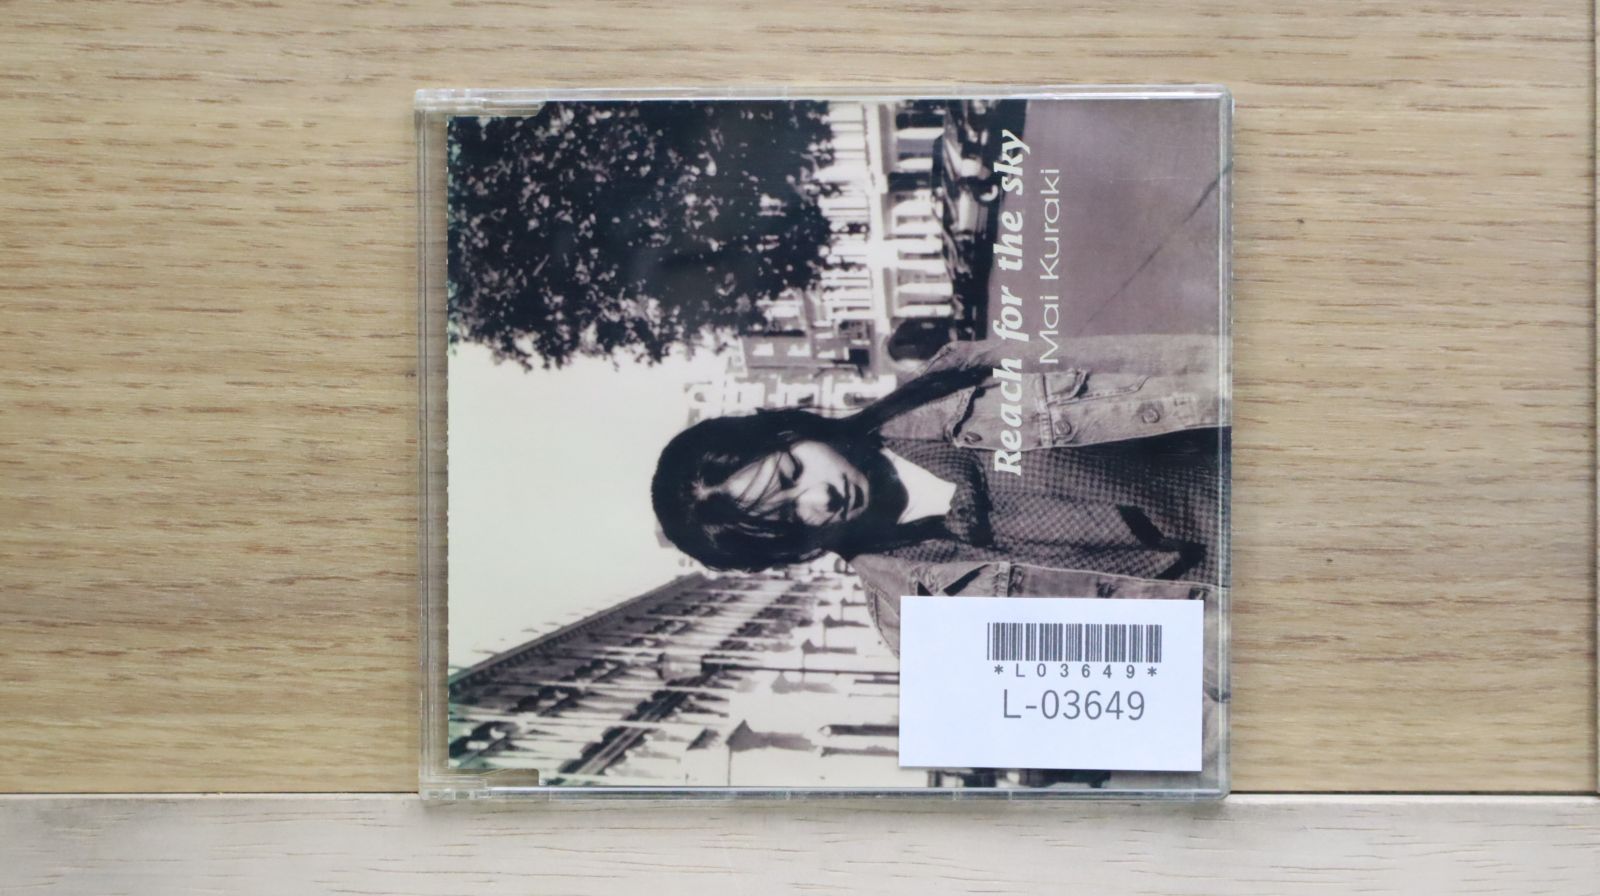 Reach for the sky
Mai Kuraki
*L03649*
L-03649